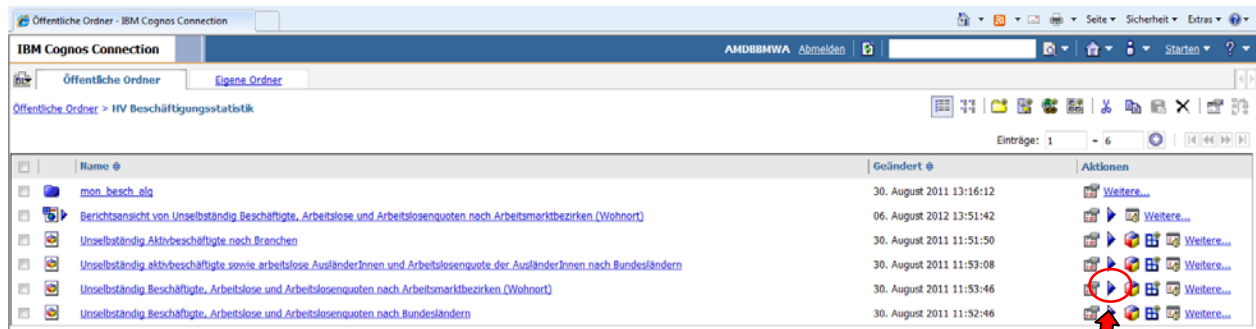 Öffentliche Ordner - IBM Cognos Connection
Seite Sicherheit Extras
IBM Cognos Connection AMDBBMWA Abmelden Starten ?
Öffentliche Ordner Eigene Ordner
Öffentliche Ordner > HV Beschäftigungsstatistik
Einträge: 1 - 6
Name Geändert Aktionen
mon_besch_alq 30. August 2011 13:16:12 Weitere...
Berichtsansicht von Unselbständig Beschäftigte, Arbeitslose und Arbeitslosenquoten nach Arbeitsmarktbezirken (Wohnort) 06. August 2012 13:51:42 Weitere...
Unselbständig Aktivbeschäftigte nach Branchen 30. August 2011 11:51:50 Weitere...
Unselbständig aktivbeschäftigte sowie arbeitslose AusländerInnen und Arbeitslosenquote der AusländerInnen nach Bundesländern 30. August 2011 11:53:08 Weitere...
Unselbständig Beschäftigte, Arbeitslose und Arbeitslosenquoten nach Arbeitsmarktbezirken (Wohnort) 30. August 2011 11:53:46 Weitere...
Unselbständig Beschäftigte, Arbeitslose und Arbeitslosenquoten nach Bundesländern 30. August 2011 11:52:46 Weitere...